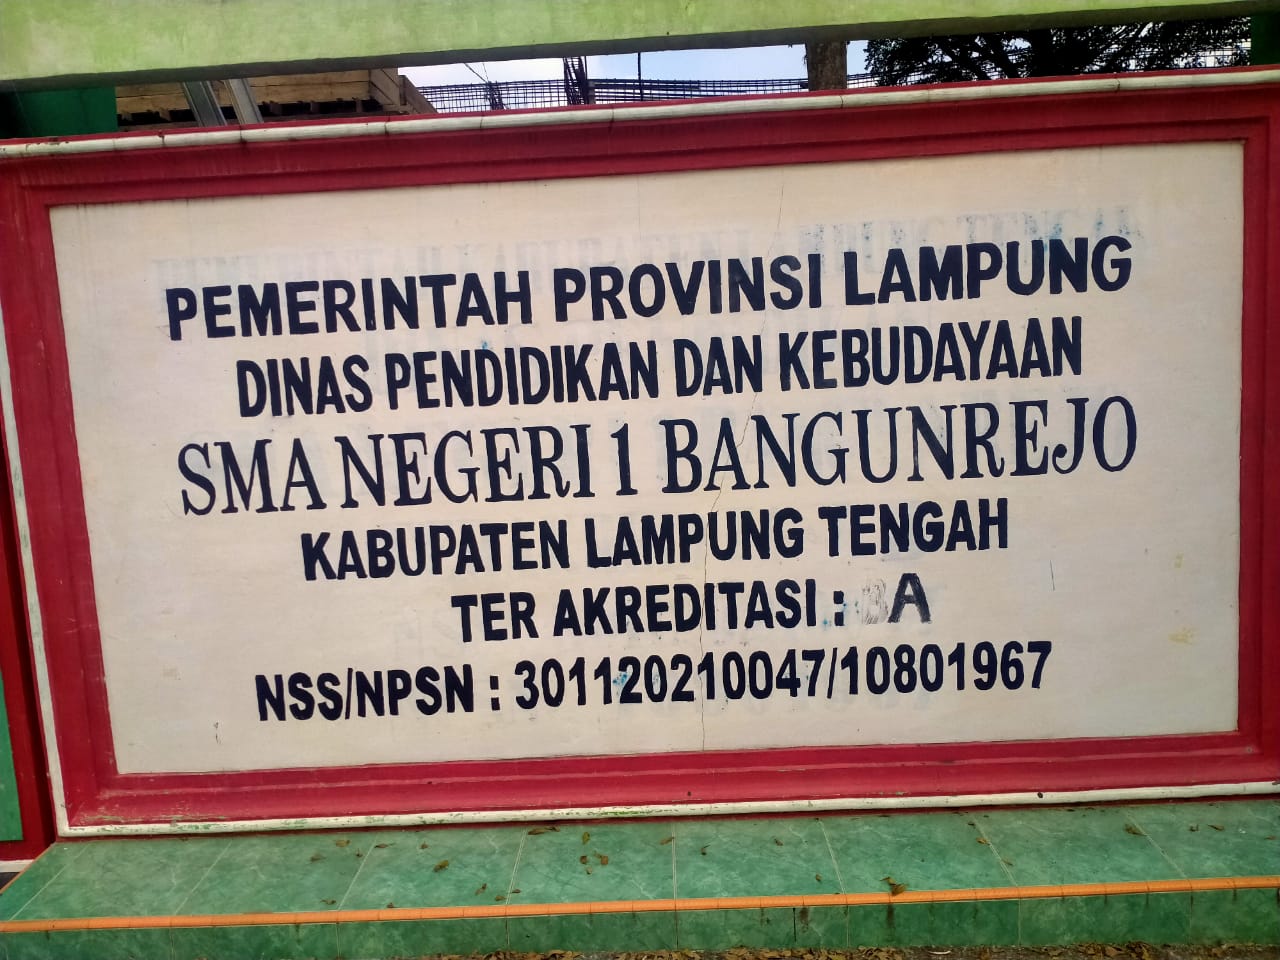 PEMERINTAH PROVINSI LAMPUNG
DINAS PENDIDIKAN DAN KEBUDAYAAN
SMA NEGERI 1 BANGUNREJO
KABUPATEN LAMPUNG TENGAH
TER AKREDITASI : A
NSS/NPSN : 301120210047/10801967